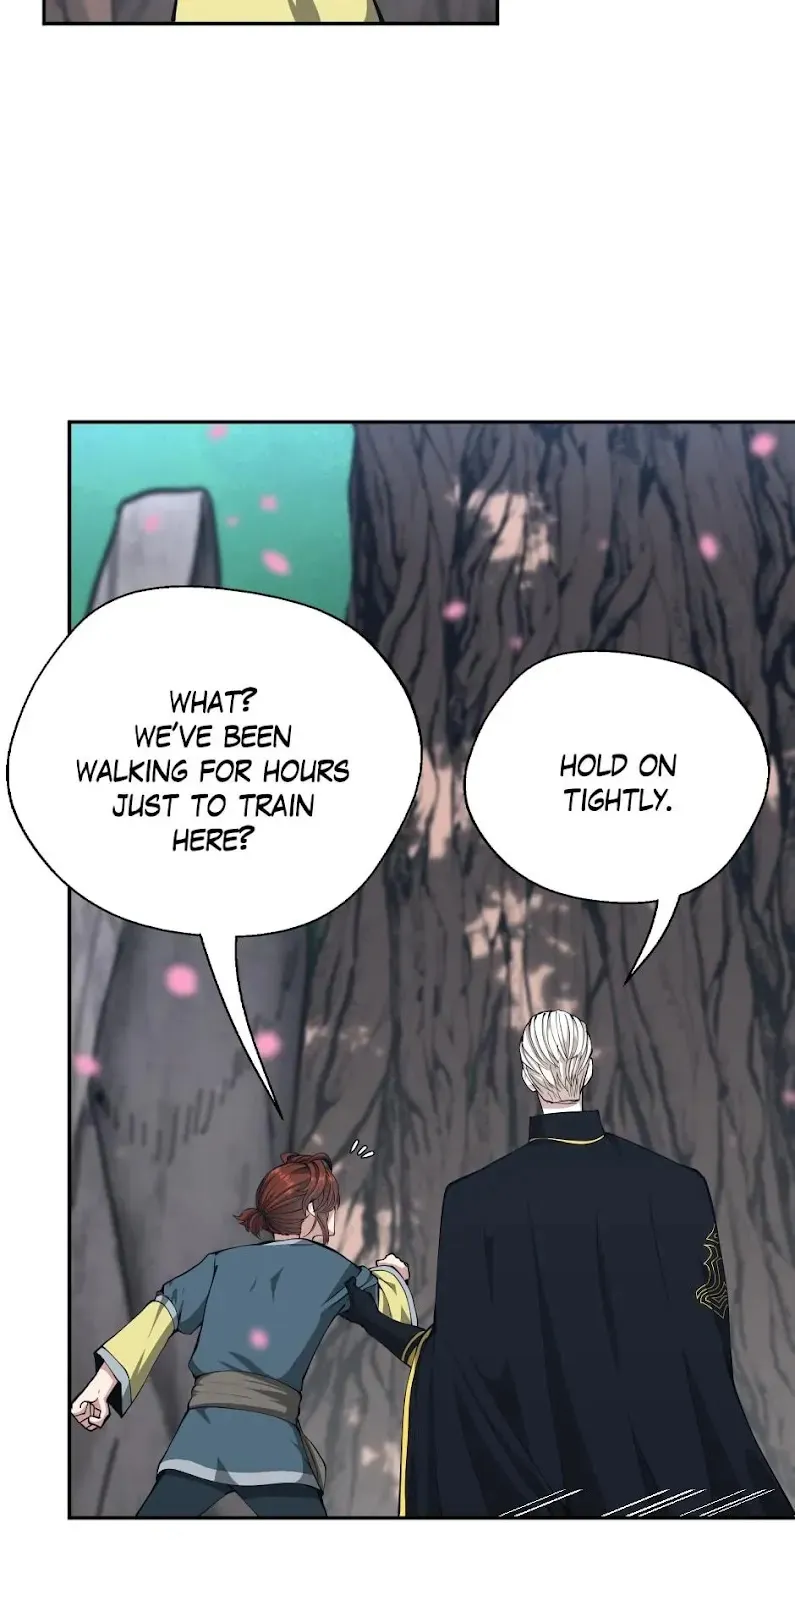 WHAT?
WE'VE BEEN
WALKING FOR HOURS
JUST TO TRAIN
HERE?
HOLD ON
TIGHTLY.